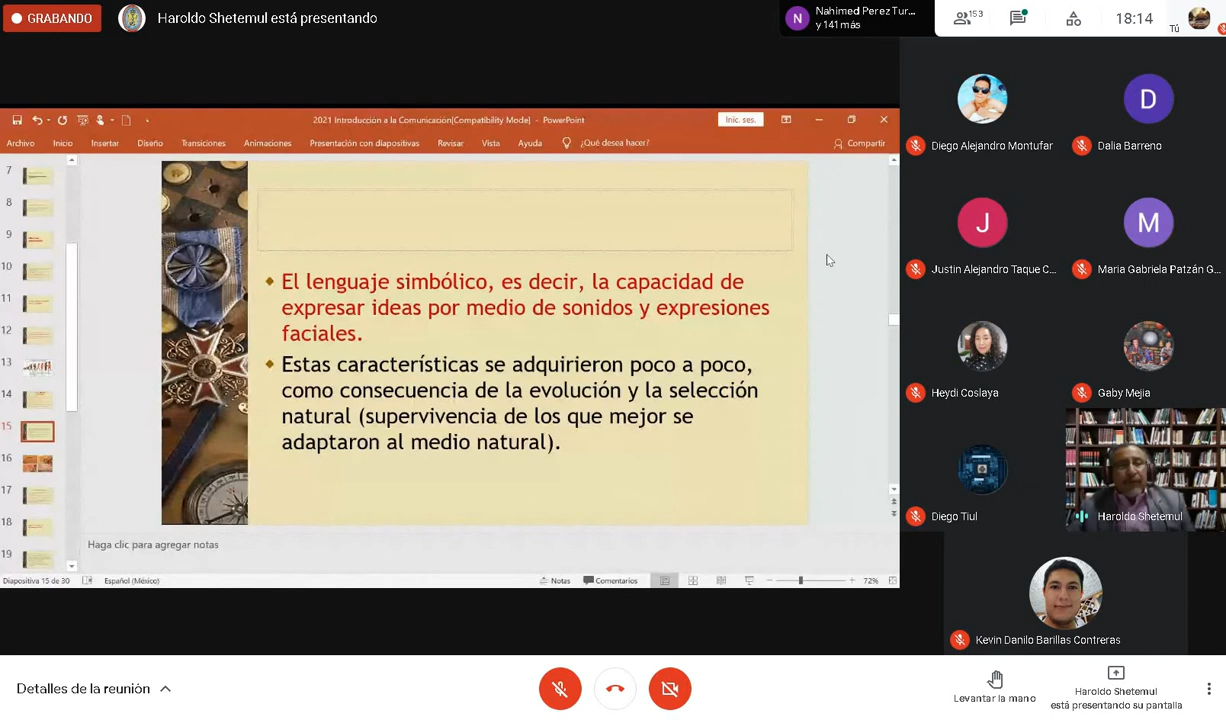 GRABANDO
Haroldo Shetemul está presentando
N
Nahimed Perez Tur...
y 141 más
153
18:14
Tú
2021 Introduccion a la Comunicación[Compatibility Mode] - PowerPoint
Inic. ses.
Archivo Inicio Insertar Diseño Transiciones Animaciones Presentación con diapositivas Revisar Vista Ayuda ¿Qué desea hacer? Compartir
7
8
9
10
11
12
13
14
15
16
17
18
19
El lenguaje simbólico, es decir, la capacidad de
expresar ideas por medio de sonidos y expresiones
faciales.
Estas características se adquirieron poco a poco,
como consecuencia de la evolución y la selección
natural (supervivencia de los que mejor se
adaptaron al medio natural).
Haga clic para agregar notas
Diapositiva 15 de 30 Español (México) Notas Comentarios 72%
D
Diego Alejandro Montufar
Dalia Barreno
J
M
Justin Alejandro Taque C...
Maria Gabriela Patzán G...
Heydi Coslaya
Gaby Mejia
Diego Tiul
Haroldo Shetemul
Kevin Danilo Barillas Contreras
Detalles de la reunión
Levantar la mano
Haroldo Shetemul
está presentando su pantalla